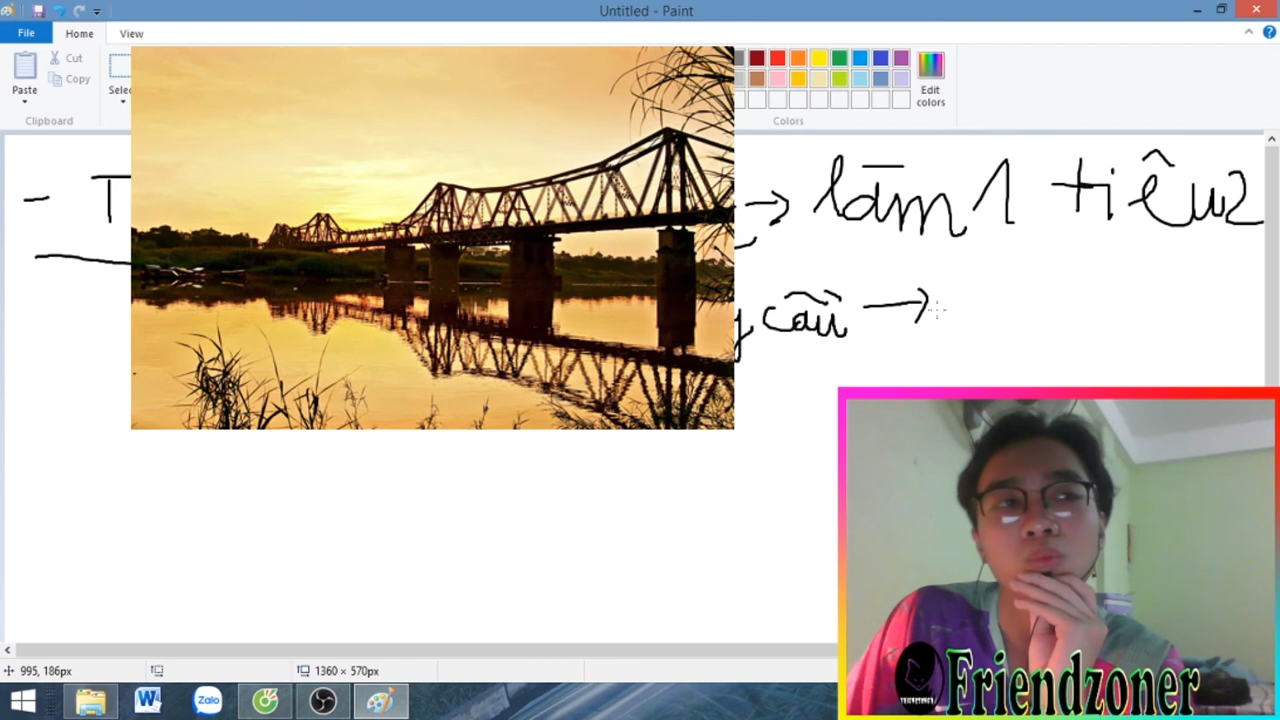 Untitled - Paint
File Home View
Paste
Cut
Copy
Clipboard
Edit colors
Colors
- T → làm 1 tiêu
cầu →
995, 186px
1360 × 570px
W Zalo
Friendzoner